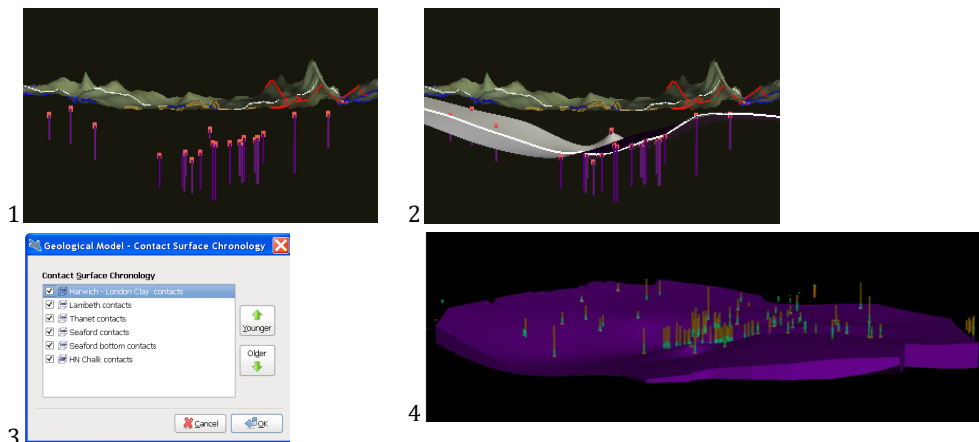 1
2
Geological Model - Contact Surface Chronology
Contact Surface Chronology
Harwich - London Clay contacts
Lambeth contacts
Thanet contacts
Seaford contacts
Seaford bottom contacts
HN Chalk contacts
Younger
Older
Cancel
OK
3
4